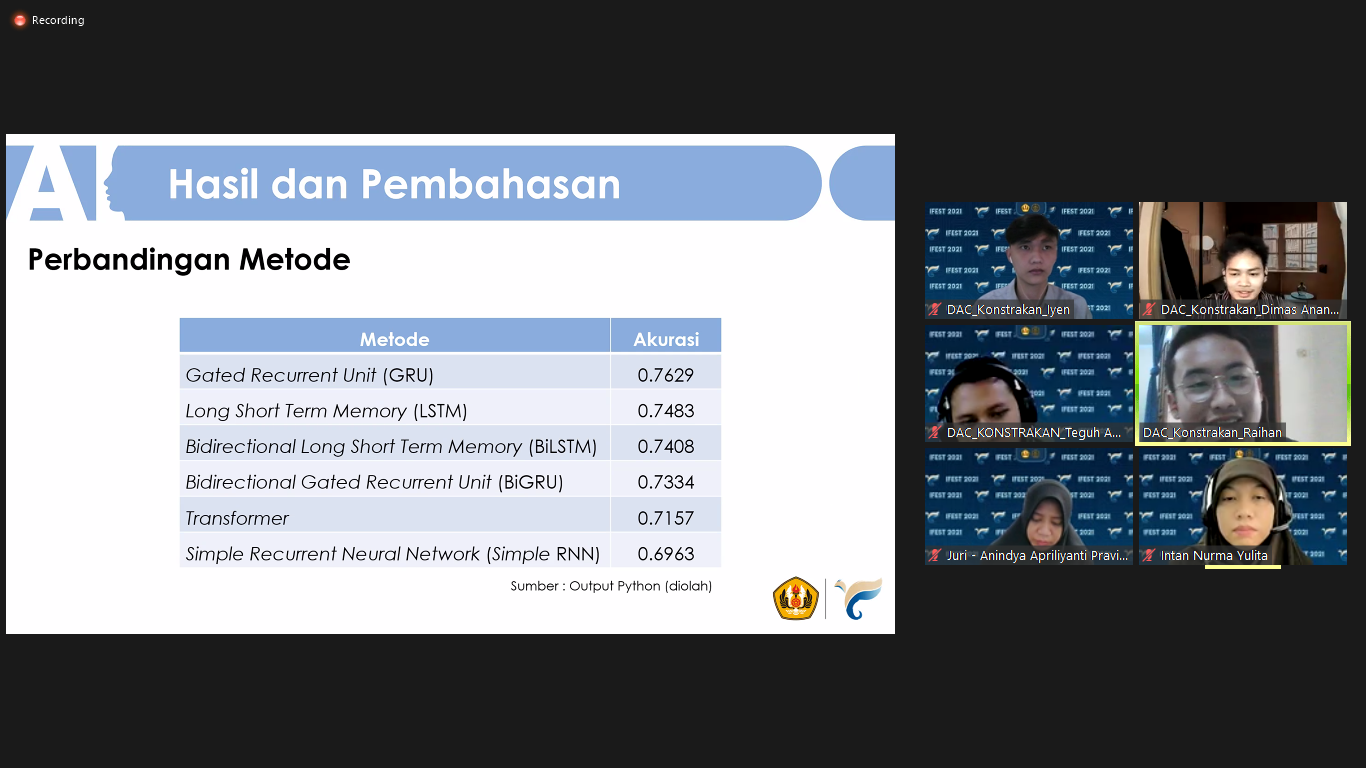 Recording
AI
Hasil dan Pembahasan
Perbandingan Metode
Metode Akurasi
Gated Recurrent Unit (GRU) 0.7629
Long Short Term Memory (LSTM) 0.7483
Bidirectional Long Short Term Memory (BiLSTM) 0.7408
Bidirectional Gated Recurrent Unit (BiGRU) 0.7334
Transformer 0.7157
Simple Recurrent Neural Network (Simple RNN) 0.6963
Sumber : Output Python (diolah)
IFEST 2021
DAC_Konstrakan_Iyen
DAC_Konstrakan_Dimas Anan...
DAC_KONSTRAKAN_Teguh A...
DAC_Konstrakan_Raihan
Juri - Anindya Apriliyanti Pravi...
Intan Nurma Yulita